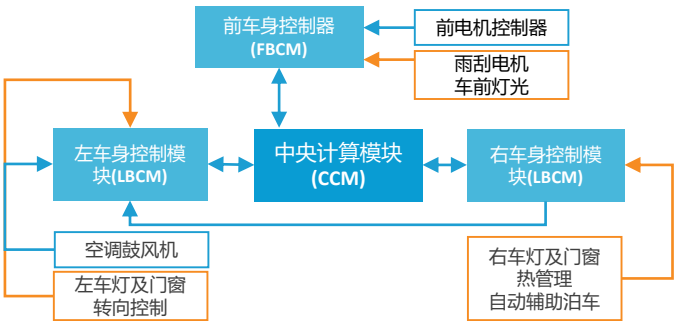 前车身控制器
(FBCM)
前电机控制器
雨刮电机
车前灯光
左车身控制模
块(LBCM)
中央计算模块
(CCM)
右车身控制模
块(LBCM)
空调鼓风机
左车灯及门窗
转向控制
右车灯及门窗
热管理
自动辅助泊车